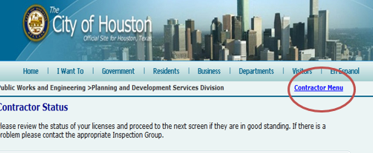 The
City of Houston
Official Site for Houston, Texas
Home | I Want To | Government | Residents | Business | Departments | Visitors | En Español
Public Works and Engineering >Planning and Development Services Division
Contractor Menu
Contractor Status
lease review the status of your licenses and proceed to the next screen if they are in good standing. If there is a
roblem please contact the appropriate Inspection Group.